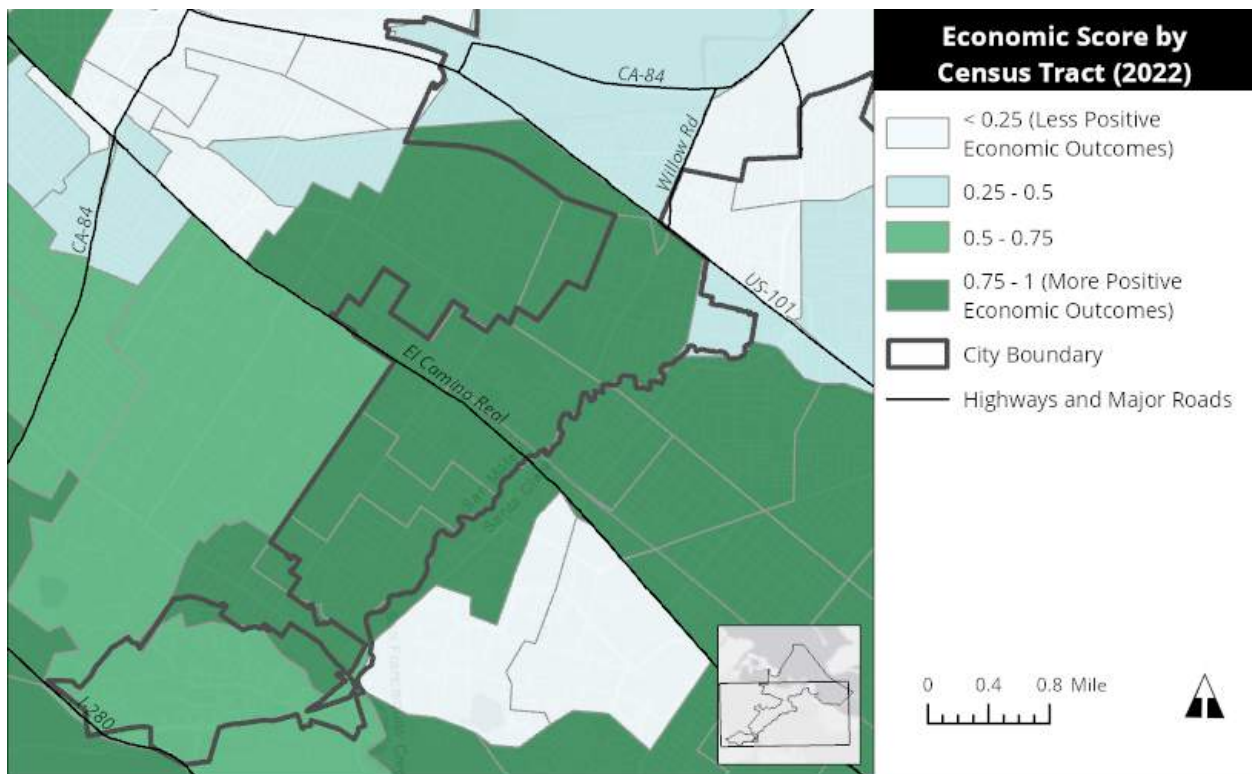 Economic Score by
Census Tract (2022)
< 0.25 (Less Positive
Economic Outcomes)
0.25 - 0.5
0.5 - 0.75
0.75 - 1 (More Positive
Economic Outcomes)
City Boundary
Highways and Major Roads
0 0.4 0.8 Mile
CA-84
Willow Rd
CA-84
US-101
El Camino Real
I-280